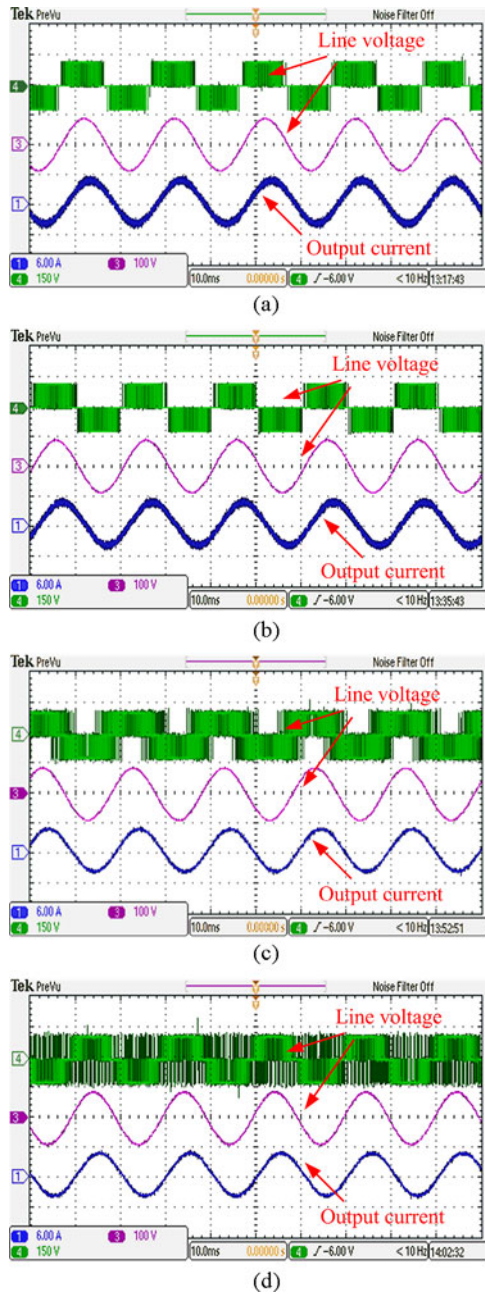 Tek PreVu Noise Filter Off
Line voltage
4
3
1
Output current
1 6.00 A 3 100 V
4 150 V
10.0ms 0.00000 s 4 ∫ −6.00 V < 10 Hz 13:17:43
(a)
Tek PreVu Noise Filter Off
Line voltage
4
3
1
Output current
1 6.00 A 3 100 V
4 150 V
10.0ms 0.00000 s 4 ∫ −6.00 V < 10 Hz 13:35:43
(b)
Tek PreVu Noise Filter Off
Line voltage
4
3
1
Output current
1 6.00 A 3 100 V
4 150 V
10.0ms 0.00000 s 4 ∫ −6.00 V < 10 Hz 13:52:51
(c)
Tek PreVu Noise Filter Off
Line voltage
4
3
1
Output current
1 6.00 A 3 100 V
4 150 V
10.0ms 0.00000 s 4 ∫ −6.00 V < 10 Hz 14:02:32
(d)